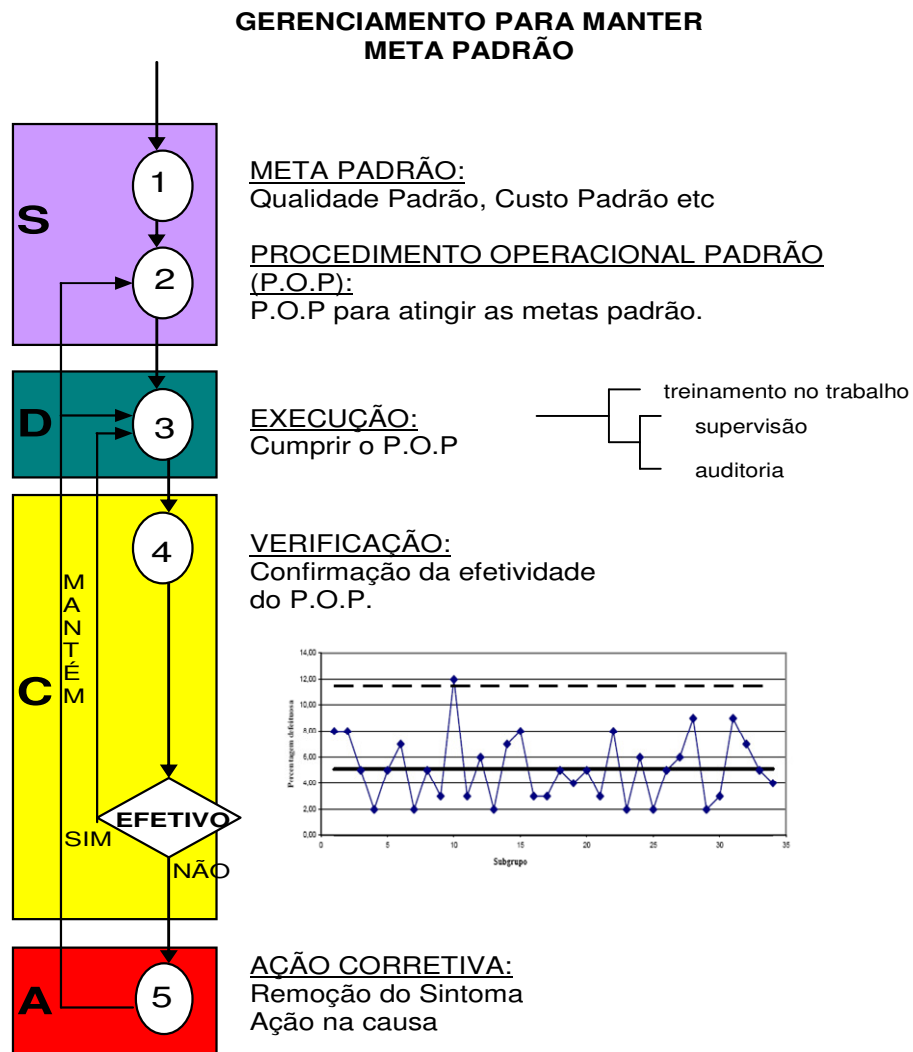 GERENCIAMENTO PARA MANTER
META PADRÃO
S
1
META PADRÃO:
Qualidade Padrão, Custo Padrão etc
2
PROCEDIMENTO OPERACIONAL PADRÃO
(P.O.P):
P.O.P para atingir as metas padrão.
D
3
EXECUÇÃO:
Cumprir o P.O.P
treinamento no trabalho
supervisão
auditoria
C
4
MANTÉM
VERIFICAÇÃO:
Confirmação da efetividade
do P.O.P.
Percentagem defeituosa
14,00
12,00
10,00
8,00
6,00
4,00
2,00
0,00
0 5 10 15 20 25 30 35
Subgrupo
EFETIVO
SIM
NÃO
A
5
AÇÃO CORRETIVA:
Remoção do Sintoma
Ação na causa